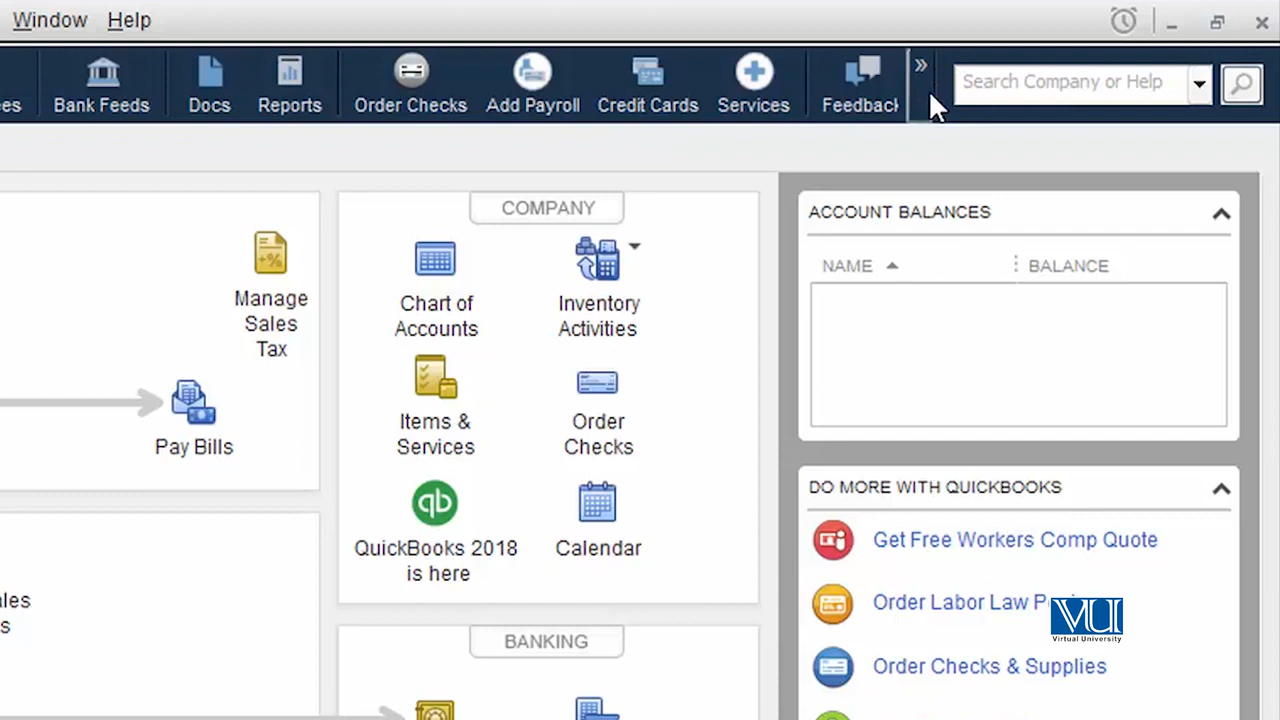 Window Help
Bank Feeds Docs Reports Order Checks Add Payroll Credit Cards Services Feedback
Search Company or Help
COMPANY
Chart of
Accounts
Inventory
Activities
Items &
Services
Order
Checks
QuickBooks 2018
is here
Calendar
Manage
Sales
Tax
Pay Bills
BANKING
ACCOUNT BALANCES
NAME BALANCE
DO MORE WITH QUICKBOOKS
Get Free Workers Comp Quote
Order Labor Law
Order Checks & Supplies
VU
Virtual University